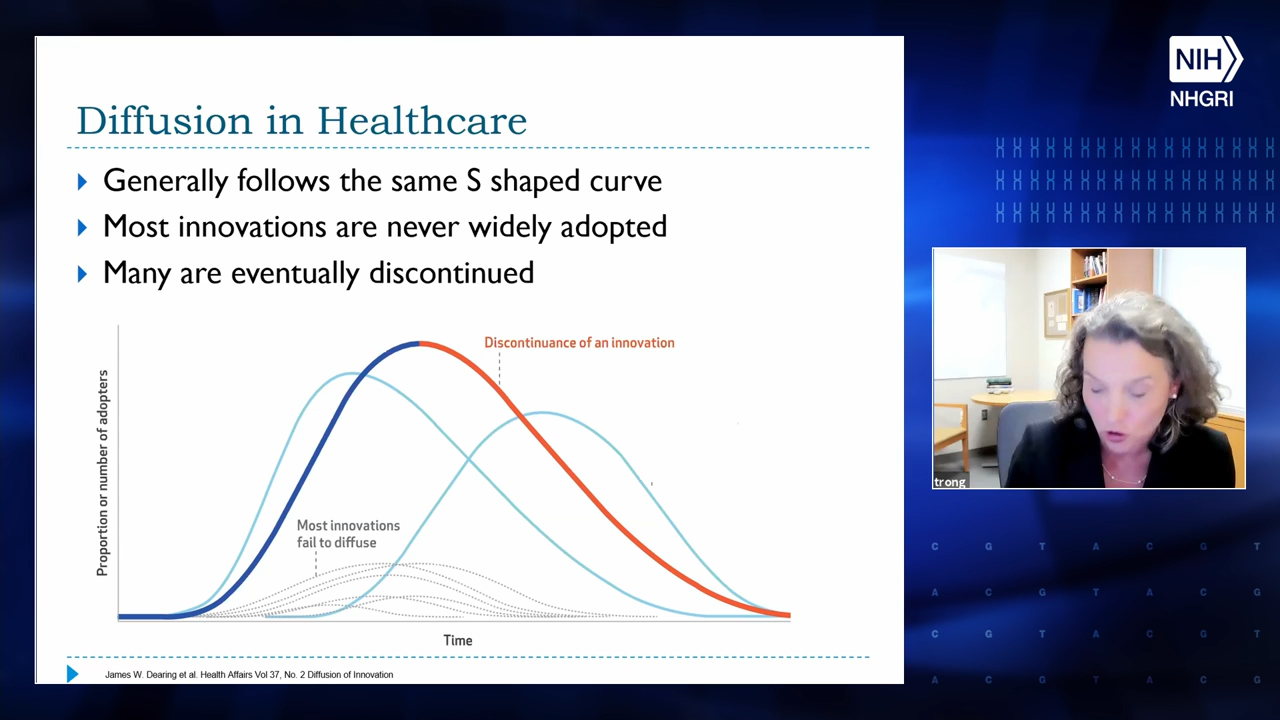 Diffusion in Healthcare
Generally follows the same S shaped curve
Most innovations are never widely adopted
Many are eventually discontinued
Discontinuance of an innovation
Proportion or number of adopters
Most innovations
fail to diffuse
Time
James W. Dearing et al. Health Affairs Vol 37, No. 2 Diffusion of Innovation
NIH
NHGRI
trong
C G T A C G T
A C G T A C G
C G T A C G T
A C G T A C G